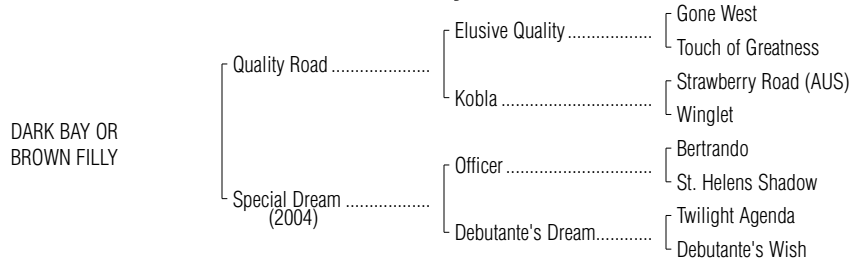 Gone West
Elusive Quality ..................
Touch of Greatness
Quality Road .....................
Strawberry Road (AUS)
Kobla ................................
Winglet
DARK BAY OR
BROWN FILLY
Bertrando
Officer ...............................
St. Helens Shadow
Special Dream ..................
(2004)
Twilight Agenda
Debutante's Dream............
Debutante's Wish